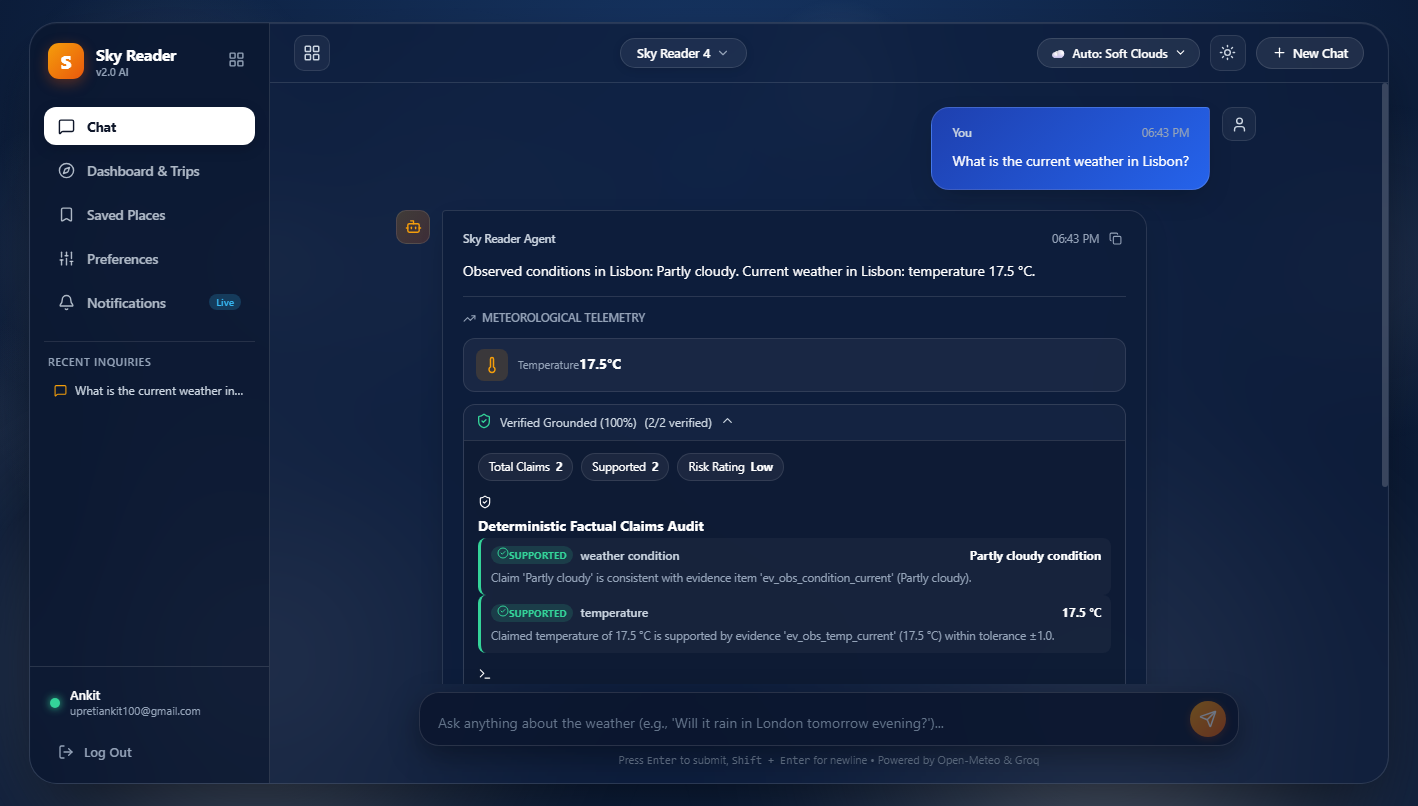 S
Sky Reader
v2.0 AI
Chat
Dashboard & Trips
Saved Places
Preferences
Notifications
Live
RECENT INQUIRIES
What is the current weather in...
Ankit
upretiankit100@gmail.com
Log Out
Sky Reader 4
Auto: Soft Clouds
+ New Chat
You
06:43 PM
What is the current weather in Lisbon?
Sky Reader Agent
06:43 PM
Observed conditions in Lisbon: Partly cloudy. Current weather in Lisbon: temperature 17.5 °C.
METEOROLOGICAL TELEMETRY
Temperature17.5°C
Verified Grounded (100%) (2/2 verified)
Total Claims 2
Supported 2
Risk Rating Low
Deterministic Factual Claims Audit
SUPPORTED weather condition Partly cloudy condition
Claim 'Partly cloudy' is consistent with evidence item 'ev_obs_condition_current' (Partly cloudy).
SUPPORTED temperature 17.5 °C
Claimed temperature of 17.5 °C is supported by evidence 'ev_obs_temp_current' (17.5 °C) within tolerance ±1.0.
Ask anything about the weather (e.g., 'Will it rain in London tomorrow evening?')...
Press Enter to submit, Shift + Enter for newline • Powered by Open-Meteo & Groq